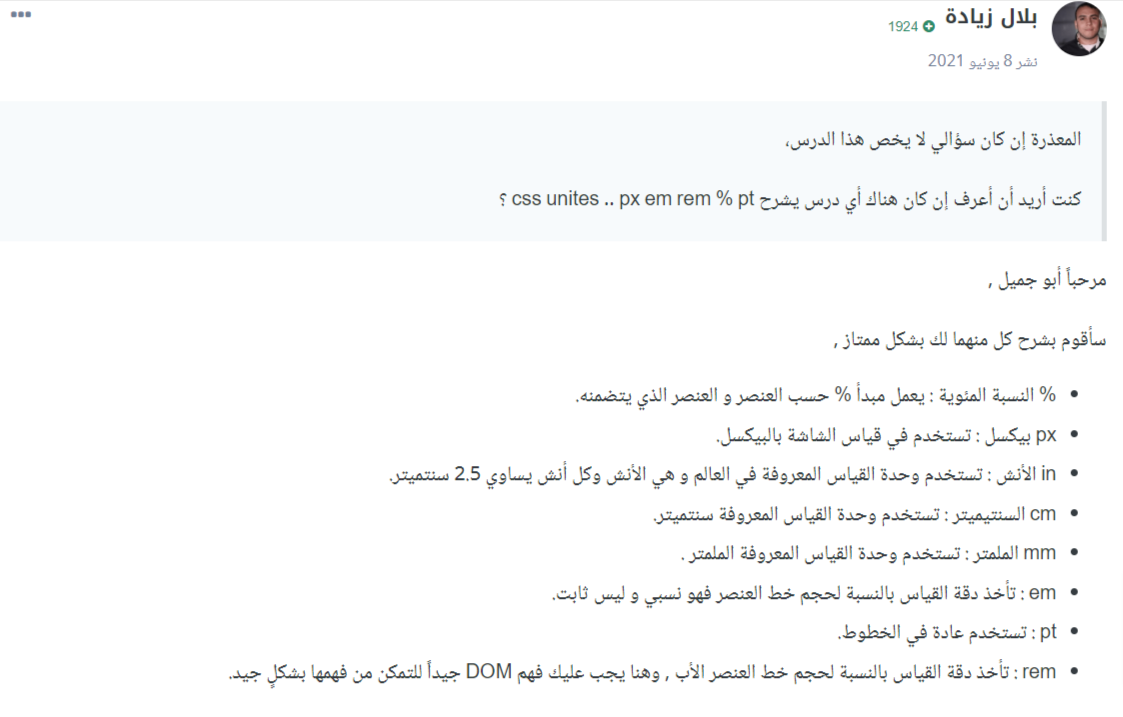 بلال زيادة
1924
نشر 8 يونيو 2021
المعذرة إن كان سؤالي لا يخص هذا الدرس،
كنت أريد أن أعرف إن كان هناك أي درس يشرح css unites .. px em rem % pt ؟
مرحباً أبو جميل ,
سأقوم بشرح كل منهما لك بشكل ممتاز ,
% النسبة المئوية : يعمل مبدأ % حسب العنصر و العنصر الذي يتضمنه.
px بيكسل : تستخدم في قياس الشاشة بالبيكسل.
in الأنش : تستخدم وحدة القياس المعروفة في العالم و هي الأنش وكل أنش يساوي 2.5 سنتميتر.
cm السنتيميتر : تستخدم وحدة القياس المعروفة سنتميتر.
mm الملمتر : تستخدم وحدة القياس المعروفة الملمتر .
em : تأخذ دقة القياس بالنسبة لحجم خط العنصر فهو نسبي و ليس ثابت.
pt : تستخدم عادة في الخطوط.
rem : تأخذ دقة القياس بالنسبة لحجم خط العنصر الأب , وهنا يجب عليك فهم DOM جيداً للتمكن من فهمها بشكلٍ جيد.